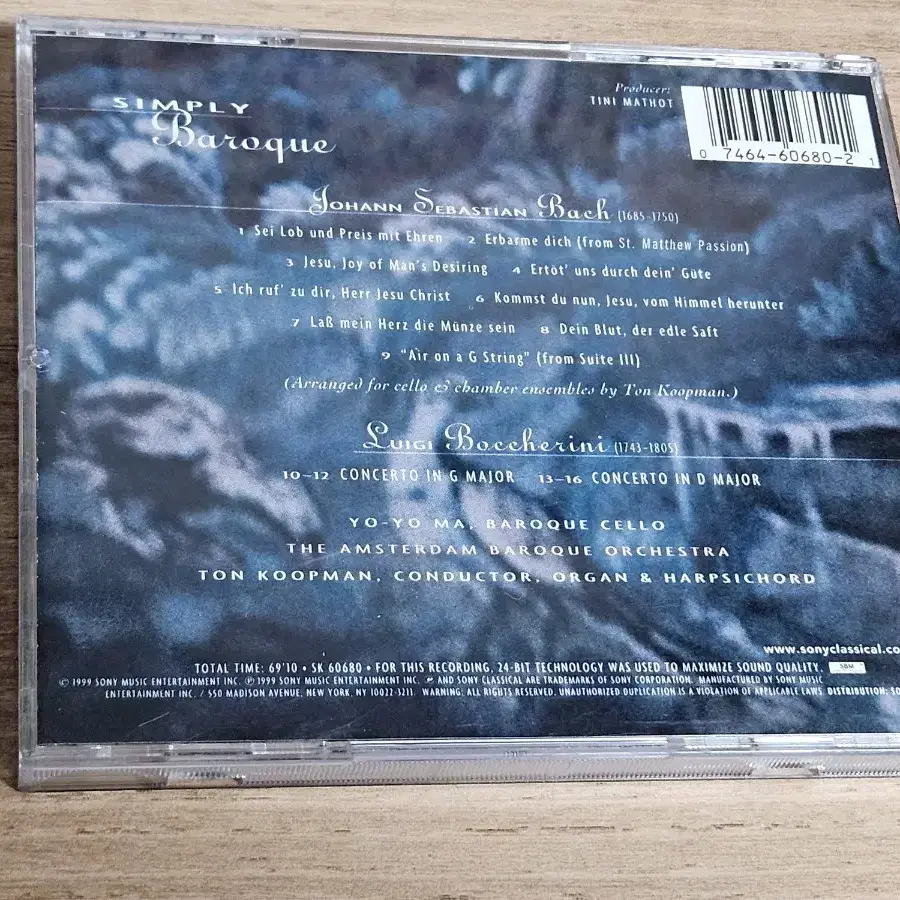 SIMPLY
Baroque
Producer:
TINI MATHOT
0 7464-60680-2 1
JOHANN SEBASTIAN Bach (1685-1750)
1 Sei Lob und Preis mit Ehren 2 Erbarme dich (from St. Matthew Passion)
3 Jesu, Joy of Man's Desiring 4 Ertöt' uns durch dein' Güte
5 Ich ruf' zu dir, Herr Jesu Christ 6 Kommst du nun, Jesu, vom Himmel herunter
7 Laß mein Herz die Münze sein 8 Dein Blut, der edle Saft
9 "Air on a G String" (from Suite III)
(Arranged for cello & chamber ensembles by Ton Koopman.)
LUIGI Boccherini (1743-1805)
10–12 CONCERTO IN G MAJOR 13–16 CONCERTO IN D MAJOR
YO-YO MA, BAROQUE CELLO
THE AMSTERDAM BAROQUE ORCHESTRA
TON KOOPMAN, CONDUCTOR, ORGAN & HARPSICHORD
www.sonyclassical.co
TOTAL TIME: 69'10 • SK 60680 • FOR THIS RECORDING, 24-BIT TECHNOLOGY WAS USED TO MAXIMIZE SOUND QUALITY. SBM
© 1999 SONY MUSIC ENTERTAINMENT INC. ℗ 1999 SONY MUSIC ENTERTAINMENT INC. AND SONY CLASSICAL ARE TRADEMARKS OF SONY CORPORATION. MANUFACTURED BY SONY MUSIC
ENTERTAINMENT INC. / 550 MADISON AVENUE, NEW YORK, NY 10022-3211. WARNING: ALL RIGHTS RESERVED. UNAUTHORIZED DUPLICATION IS A VIOLATION OF APPLICABLE LAWS DISTRIBUTION: SO